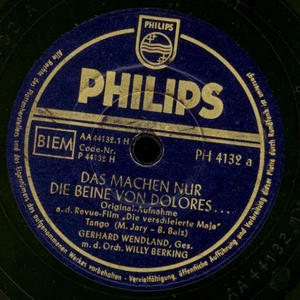 PHILIPS
PHILIPS
BIEM
AA 44132.1 H
Code-Nr.
P 44132 H
PH 4132 a
DAS MACHEN NUR
DIE BEINE VON DOLORES...
Original-Aufnahme
a.d. Revue-Film „Die verschleierte Maja"
Tango (M. Jary - B. Balz)
GERHARD WENDLAND, Ges.
m.d. Orch. WILLY BERKING